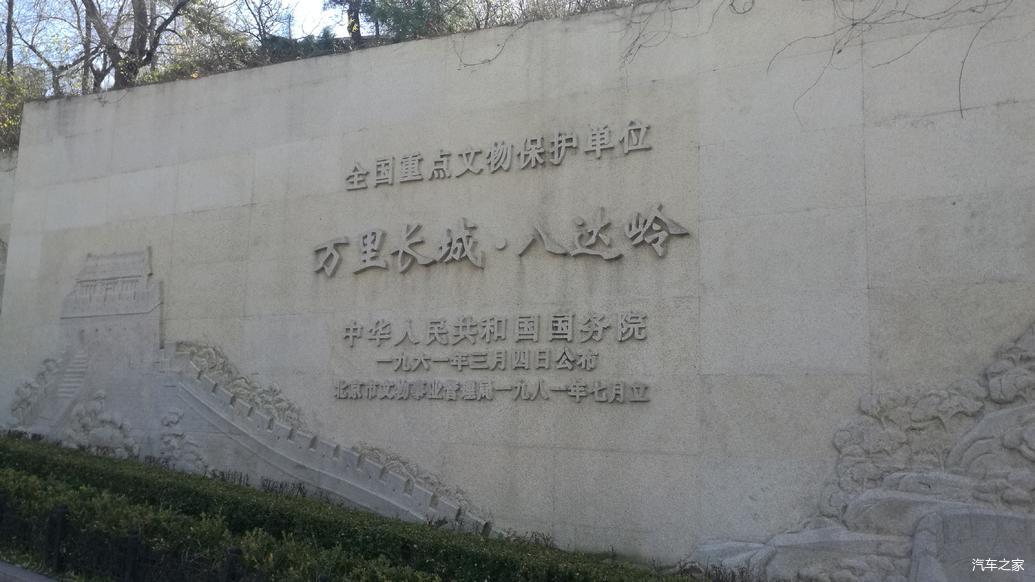 全国重点文物保护单位
万里长城·八达岭
中华人民共和国国务院
一九六一年三月四日公布
北京市文物事业管理局一九八一年七月立
汽车之家